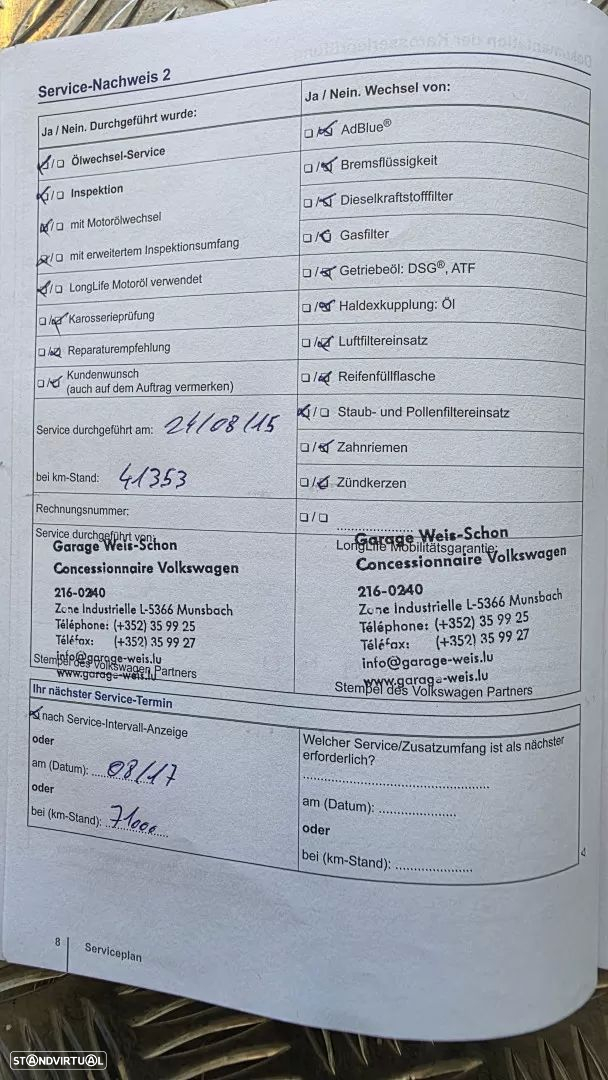 Service-Nachweis 2
Ja / Nein. Durchgeführt wurde:
Ölwechsel-Service
Inspektion
mit Motorölwechsel
mit erweitertem Inspektionsumfang
LongLife Motoröl verwendet
Karosserieprüfung
Reparaturempfehlung
Kundenwunsch
(auch auf dem Auftrag vermerken)
Service durchgeführt am: 24/08/15
bei km-Stand: 41353
Rechnungsnummer:
Service durchgeführt von:
Garage Weis-Schon
Concessionnaire Volkswagen
216-0240
Zone Industrielle L-5366 Munsbach
Téléphone: (+352) 35 99 25
Téléfax: (+352) 35 99 27
info@garage-weis.lu
Stempel des Volkswagen Partners
www.garage-weis.lu
Ja / Nein. Wechsel von:
AdBlue®
Bremsflüssigkeit
Dieselkraftstofffilter
Gasfilter
Getriebeöl: DSG®, ATF
Haldexkupplung: Öl
Luftfiltereinsatz
Reifenfüllflasche
Staub- und Pollenfiltereinsatz
Zahnriemen
Zündkerzen
/
Garage Weis-Schon
LongLife Mobilitätsgarantie:
Concessionnaire Volkswagen
216-0240
Zone Industrielle L-5366 Munsbach
Téléphone: (+352) 35 99 25
Téléfax: (+352) 35 99 27
info@garage-weis.lu
www.garage-weis.lu
Stempel des Volkswagen Partners
Ihr nächster Service-Termin
nach Service-Intervall-Anzeige
oder
am (Datum): 08/17
oder
bei (km-Stand): 71000
Welcher Service/Zusatzumfang ist als nächster
erforderlich?
am (Datum): ....................
oder
bei (km-Stand): ....................
8 Serviceplan
STANDVIRTUAL